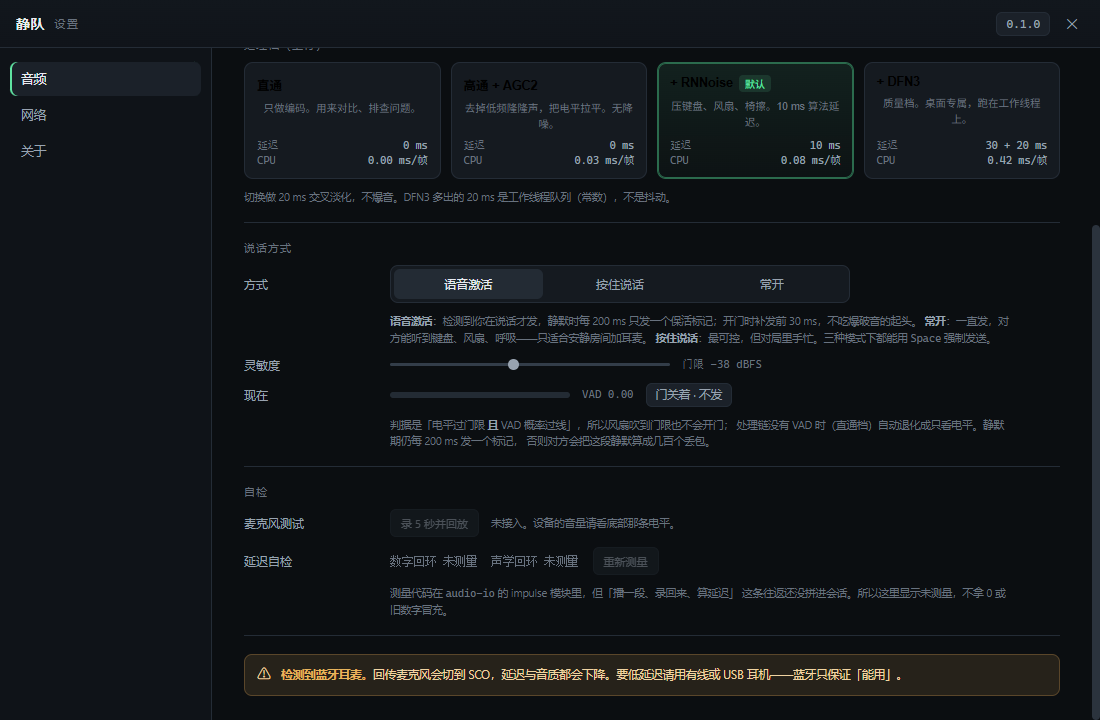 静队 设置
0.1.0
音频
网络
关于
直通
只做编码。用来对比、排查问题。
延迟 0 ms
CPU 0.00 ms/帧
高通 + AGC2
去掉低频隆隆声，把电平拉平。无降
噪。
延迟 0 ms
CPU 0.03 ms/帧
+ RNNoise 默认
压键盘、风扇、椅擦。10 ms 算法延
迟。
延迟 10 ms
CPU 0.08 ms/帧
+ DFN3
质量档。桌面专属，跑在工作线程
上。
延迟 30 + 20 ms
CPU 0.42 ms/帧
切换做 20 ms 交叉淡化，不爆音。DFN3 多出的 20 ms 是工作线程队列（常数），不是抖动。
说话方式
方式 语音激活 按住说话 常开
语音激活：检测到你在说话才发，静默时每 200 ms 只发一个保活标记；开门时补发前 30 ms，不吃爆破音的起头。 常开：一直发，对
方能听到键盘、风扇、呼吸——只适合安静房间加耳麦。 按住说话：最可控，但对局里手忙。三种模式下都能用 Space 强制发送。
灵敏度 门限 −38 dBFS
现在 VAD 0.00 门关着 · 不发
判据是「电平过门限 且 VAD 概率过线」，所以风扇吹到门限也不会开门； 处理链没有 VAD 时（直通档）自动退化成只看电平。静默
期仍每 200 ms 发一个标记， 否则对方会把这段静默算成几百个丢包。
自检
麦克风测试 录 5 秒并回放 未接入。设备的音量请看底部那条电平。
延迟自检 数字回环 未测量 声学回环 未测量 重新测量
测量代码在 audio-io 的 impulse 模块里，但「播一段、录回来、算延迟」 这条往返还没拼进会话。所以这里显示未测量，不拿 0 或
旧数字冒充。
检测到蓝牙耳麦。回传麦克风会切到 SCO，延迟与音质都会下降。要低延迟请用有线或 USB 耳机——蓝牙只保证「能用」。